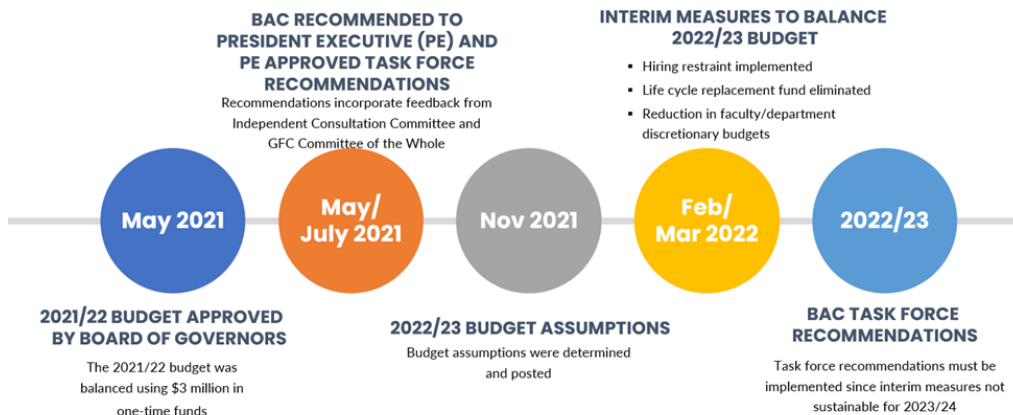 BAC RECOMMENDED TO
PRESIDENT EXECUTIVE (PE) AND
PE APPROVED TASK FORCE
RECOMMENDATIONS
Recommendations incorporate feedback from
Independent Consultation Committee and
GFC Committee of the Whole
INTERIM MEASURES TO BALANCE
2022/23 BUDGET
▪ Hiring restraint implemented
▪ Life cycle replacement fund eliminated
▪ Reduction in faculty/department
discretionary budgets
May 2021
May/
July 2021
Nov 2021
Feb/
Mar 2022
2022/23
2021/22 BUDGET APPROVED
BY BOARD OF GOVERNORS
The 2021/22 budget was
balanced using $3 million in
one-time funds
2022/23 BUDGET ASSUMPTIONS
Budget assumptions were determined
and posted
BAC TASK FORCE
RECOMMENDATIONS
Task force recommendations must be
implemented since interim measures not
sustainable for 2023/24